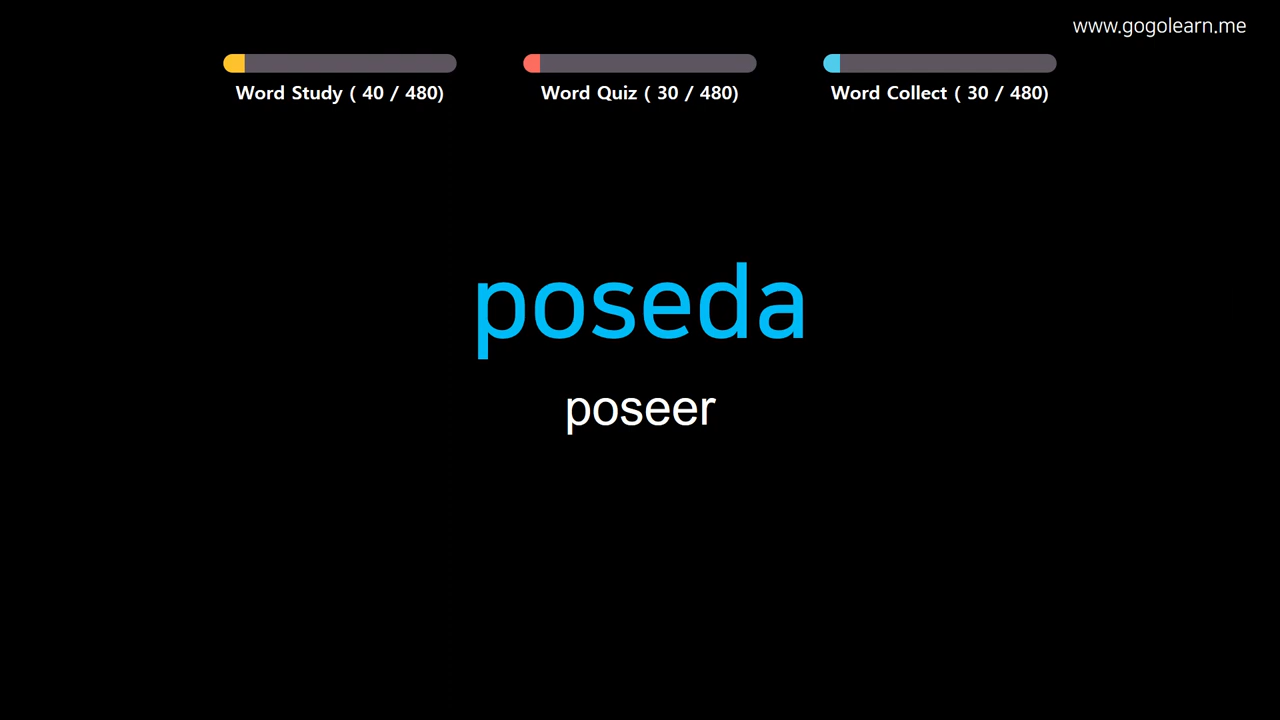 www.gogolearn.me
Word Study ( 40 / 480)
Word Quiz ( 30 / 480)
Word Collect ( 30 / 480)
poseda
poseer